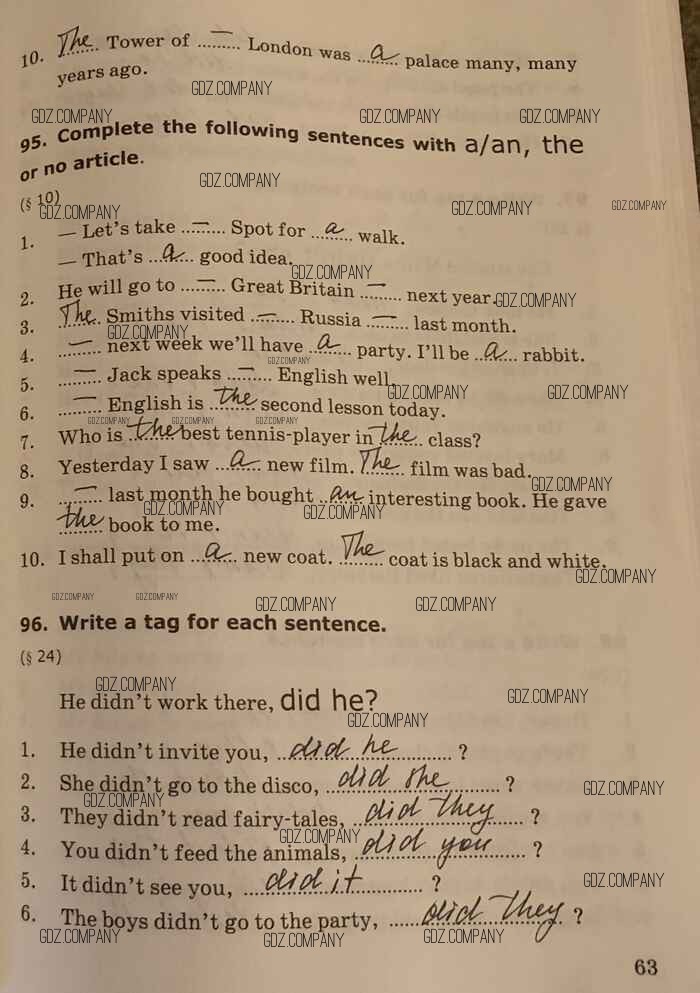 10. The Tower of — London was a palace many, many
years ago.
GDZ.COMPANY
GDZ.COMPANY GDZ.COMPANY GDZ.COMPANY
95. Complete the following sentences with a/an, the
or no article.
GDZ.COMPANY
(§ 10)
GDZ.COMPANY GDZ.COMPANY GDZ.COMPANY
1. — Let's take — Spot for a walk.
— That's a good idea.
GDZ.COMPANY
2. He will go to — Great Britain — next year.
GDZ.COMPANY
3. The Smiths visited — Russia — last month.
GDZ.COMPANY
4. — next week we'll have a party. I'll be a rabbit.
GDZ.COMPANY
5. — Jack speaks — English well.
GDZ.COMPANY GDZ.COMPANY
6. — English is the second lesson today.
GDZ.COMPANY GDZ.COMPANY GDZ.COMPANY
7. Who is the best tennis-player in the class?
8. Yesterday I saw a new film. The film was bad.
GDZ.COMPANY
9. — last month he bought an interesting book. He gave
GDZ.COMPANY GDZ.COMPANY
the book to me.
10. I shall put on a new coat. The coat is black and white.
GDZ.COMPANY
GDZ.COMPANY GDZ.COMPANY GDZ.COMPANY GDZ.COMPANY
96. Write a tag for each sentence.
(§ 24)
GDZ.COMPANY GDZ.COMPANY
He didn't work there, did he?
GDZ.COMPANY
1. He didn't invite you, did he ?
2. She didn't go to the disco, did she ?
GDZ.COMPANY GDZ.COMPANY
3. They didn't read fairy-tales, did they ?
GDZ.COMPANY
4. You didn't feed the animals, did you ?
5. It didn't see you, did it ?
GDZ.COMPANY
6. The boys didn't go to the party, did they ?
GDZ.COMPANY GDZ.COMPANY GDZ.COMPANY
63